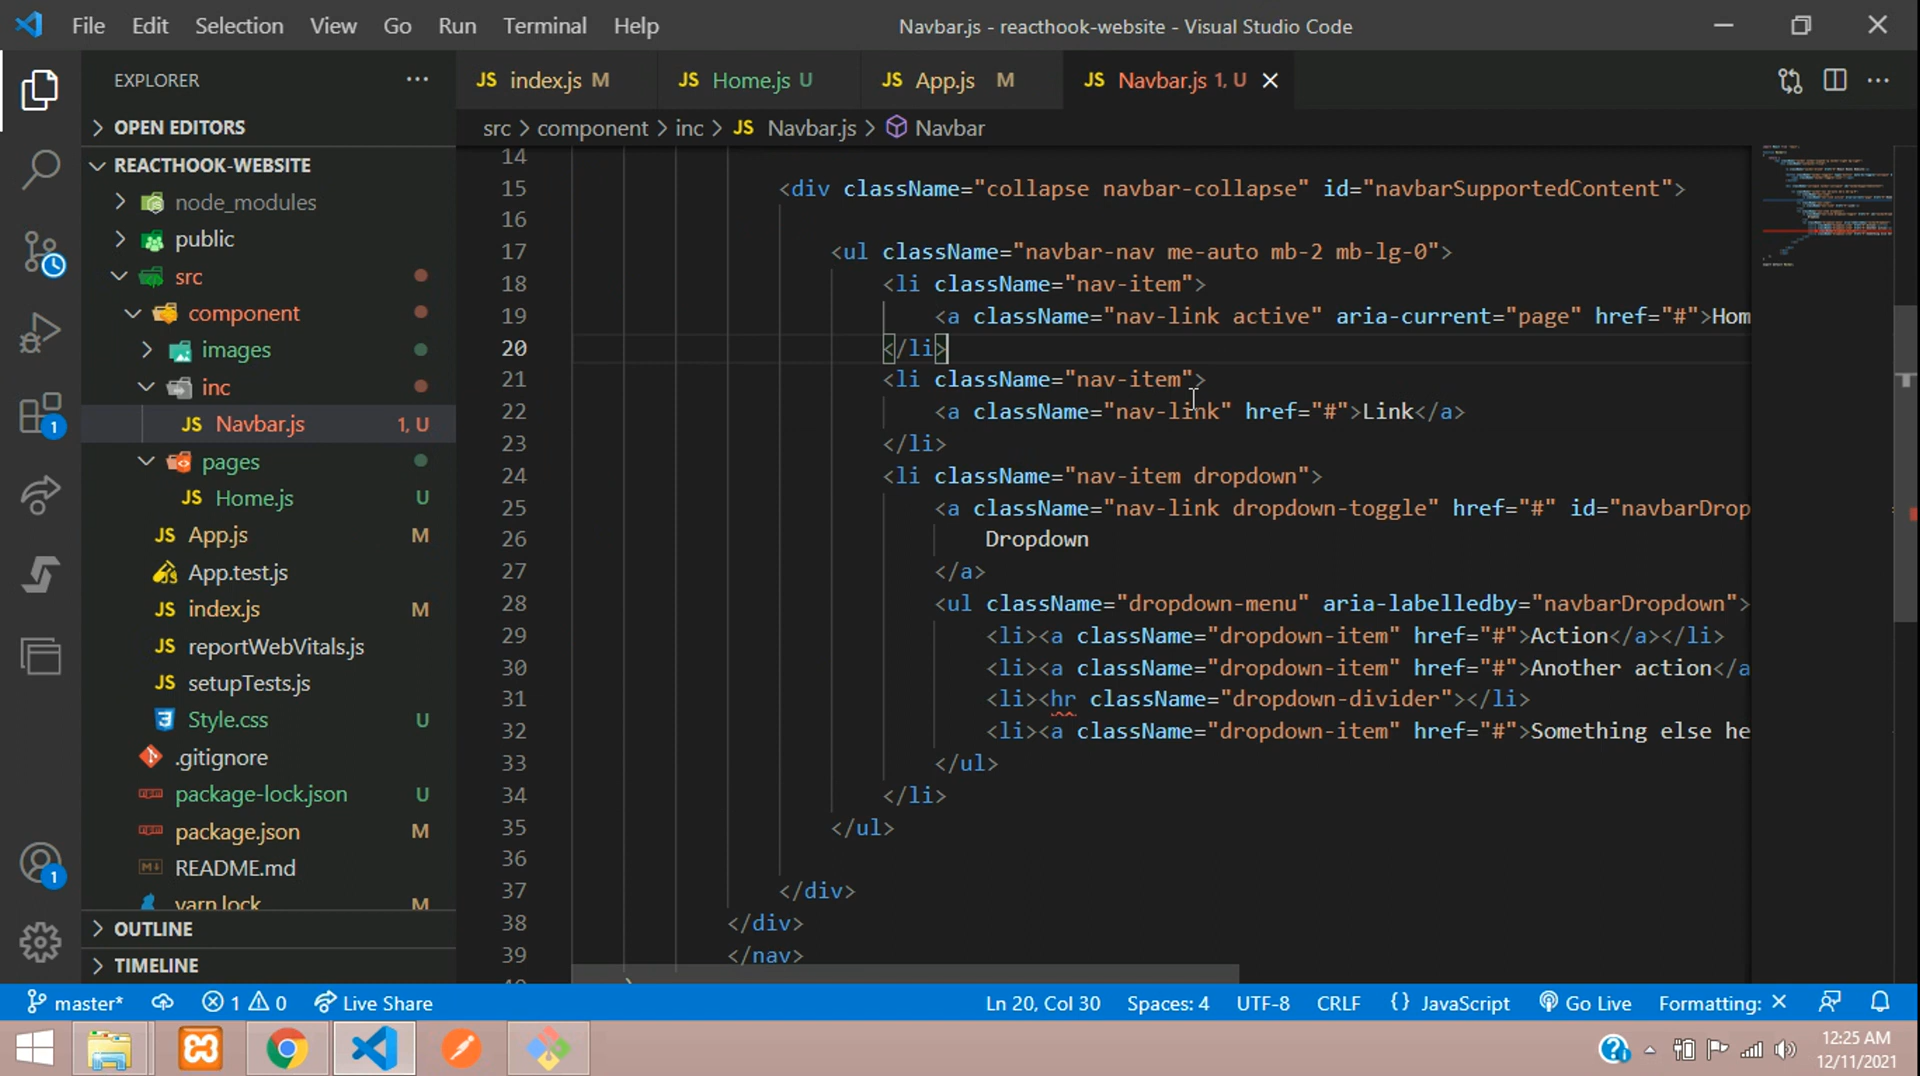 File Edit Selection View Go Run Terminal Help
Navbar.js - reacthook-website - Visual Studio Code
EXPLORER
JS index.js M
JS Home.js U
JS App.js M
JS Navbar.js 1, U
OPEN EDITORS
src > component > inc > JS Navbar.js > Navbar
REACTHOOK-WEBSITE
node_modules
public
src
component
images
inc
JS Navbar.js 1, U
pages
JS Home.js U
JS App.js M
App.test.js
JS index.js M
JS reportWebVitals.js
JS setupTests.js
Style.css U
.gitignore
package-lock.json U
package.json M
README.md
yarn.lock M
OUTLINE
TIMELINE
14
15 <div className="collapse navbar-collapse" id="navbarSupportedContent">
16
17 <ul className="navbar-nav me-auto mb-2 mb-lg-0">
18 <li className="nav-item">
19 <a className="nav-link active" aria-current="page" href="#">Hom
20 </li>
21 <li className="nav-item">
22 <a className="nav-link" href="#">Link</a>
23 </li>
24 <li className="nav-item dropdown">
25 <a className="nav-link dropdown-toggle" href="#" id="navbarDrop
26 Dropdown
27 </a>
28 <ul className="dropdown-menu" aria-labelledby="navbarDropdown">
29 <li><a className="dropdown-item" href="#">Action</a></li>
30 <li><a className="dropdown-item" href="#">Another action</a
31 <li><hr className="dropdown-divider"></li>
32 <li><a className="dropdown-item" href="#">Something else he
33 </ul>
34 </li>
35 </ul>
36
37 </div>
38 </div>
39 </nav>
1
1
master* 1 0 Live Share
Ln 20, Col 30 Spaces: 4 UTF-8 CRLF {} JavaScript Go Live Formatting: ×
12:25 AM
12/11/2021